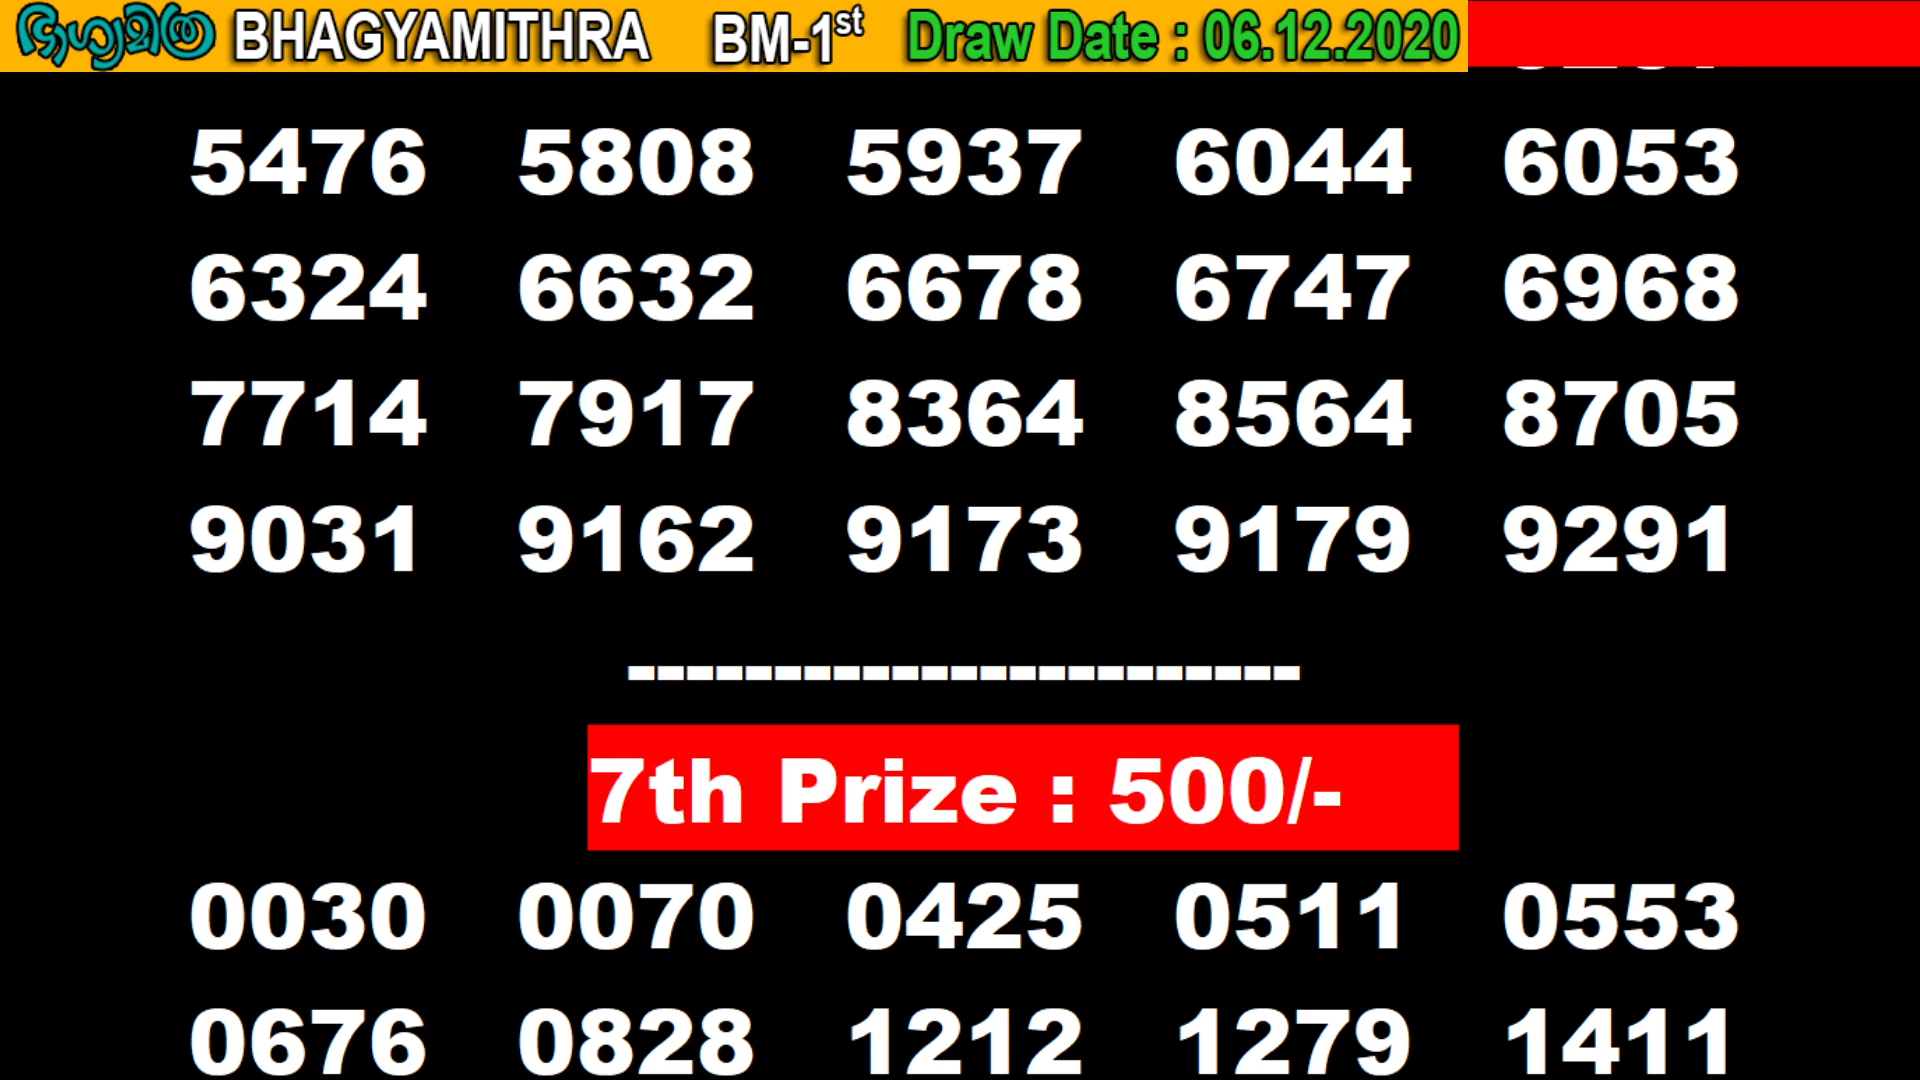 ഭാഗ്യമിത്ര BHAGYAMITHRA BM-1st Draw Date : 06.12.2020
5476 5808 5937 6044 6053
6324 6632 6678 6747 6968
7714 7917 8364 8564 8705
9031 9162 9173 9179 9291
-----------------------
7th Prize : 500/-
0030 0070 0425 0511 0553
0676 0828 1212 1279 1411